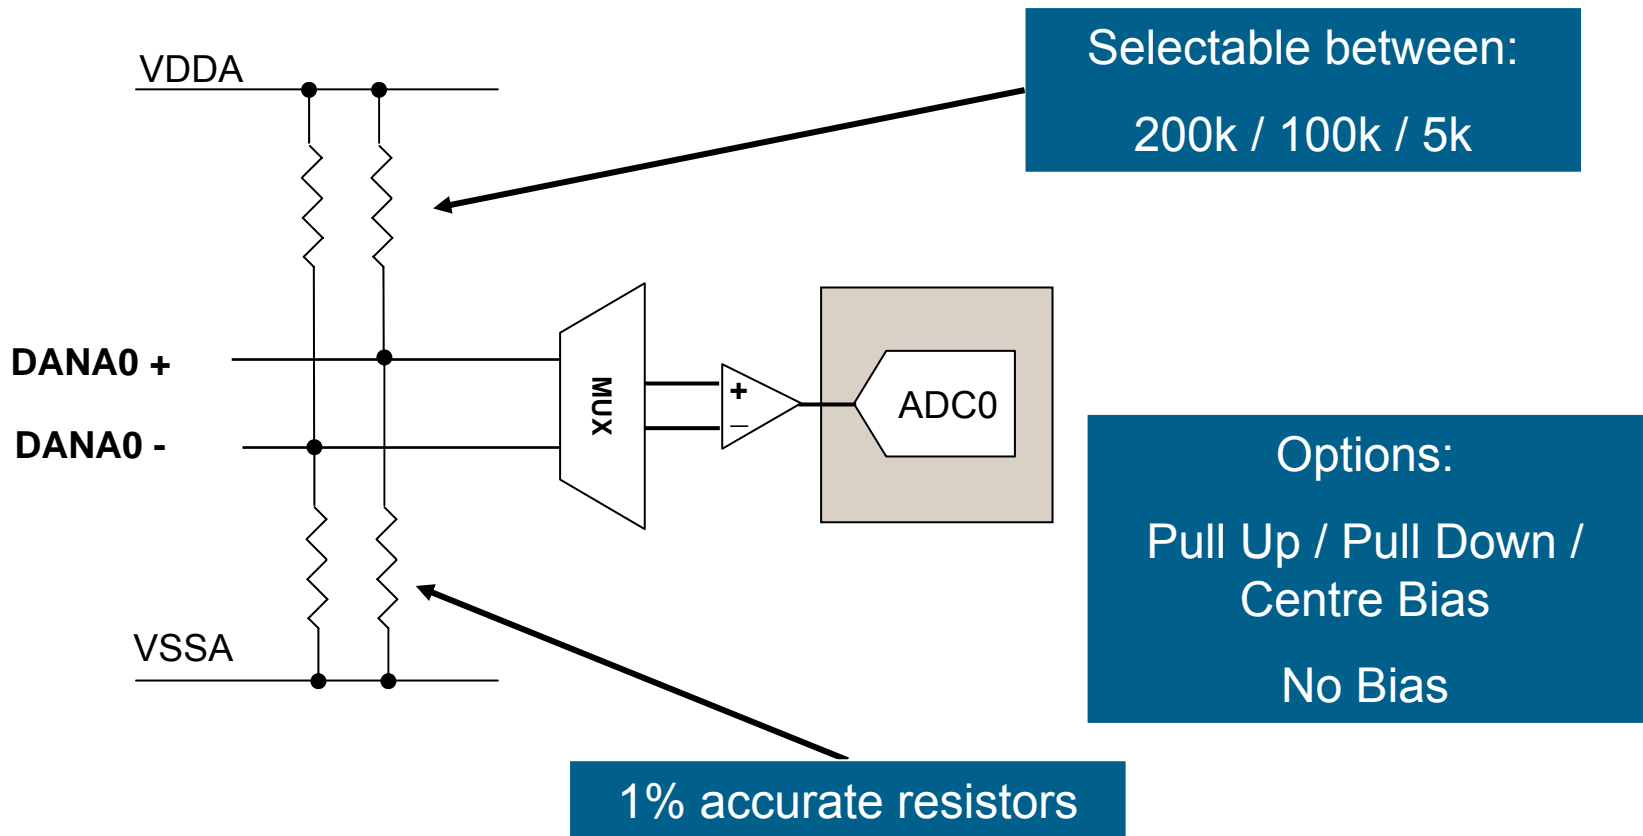 VDDA
Selectable between:
200k / 100k / 5k
DANA0 +
DANA0 -
MUX
+
–
ADC0
Options:
Pull Up / Pull Down /
Centre Bias
No Bias
VSSA
1% accurate resistors